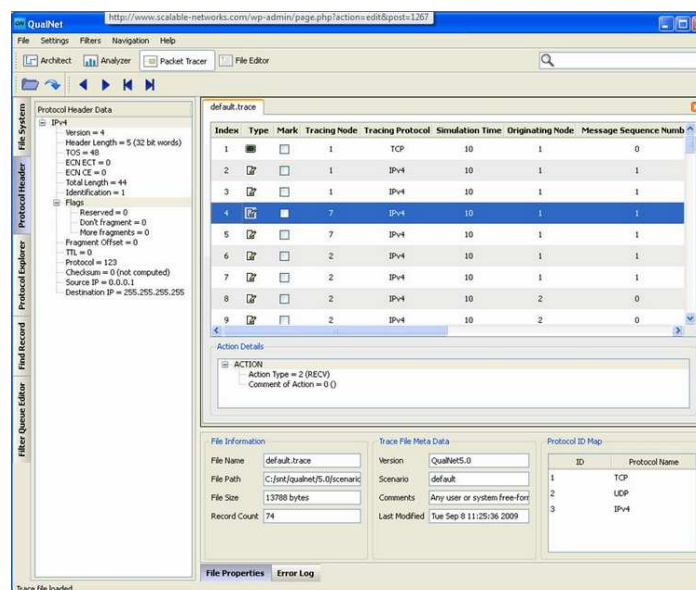 http://www.scalable-networks.com/wp-admin/page.php?action=edit&post=1267
QualNet
File Settings Filters Navigation Help
Architect Analyzer Packet Tracer File Editor
File System
Protocol Header
Protocol Explorer
Find Record
Filter Queue Editor
Protocol Header Data
IPv4
Version = 4
Header Length = 5 (32 bit words)
TOS = 48
ECN ECT = 0
ECN CE = 0
Total Length = 44
Identification = 1
Flags
Reserved = 0
Don't fragment = 0
More fragments = 0
Fragment Offset = 0
TTL = 0
Protocol = 123
Checksum = 0 (not computed)
Source IP = 0.0.0.1
Destination IP = 255.255.255.255
default.trace
Index Type Mark Tracing Node Tracing Protocol Simulation Time Originating Node Message Sequence Numb
1 1 TCP 10 1 0
2 1 IPv4 10 1 1
3 1 IPv4 10 1 1
4 7 IPv4 10 1 1
5 7 IPv4 10 1 1
6 2 IPv4 10 1 1
7 2 IPv4 10 1 1
8 2 IPv4 10 2 0
9 2 IPv4 10 2 0
Action Details
ACTION
Action Type = 2 (RECV)
Comment of Action = 0 ()
File Information
File Name default.trace
File Path C:/snt/qualnet/5.0/scenaric
File Size 13788 bytes
Record Count 74
Trace File Meta Data
Version QualNet5.0
Scenario default
Comments Any user or system free-forr
Last Modified Tue Sep 8 11:25:36 2009
Protocol ID Map
ID Protocol Name
1 TCP
2 UDP
3 IPv4
File Properties Error Log
Trace file loaded